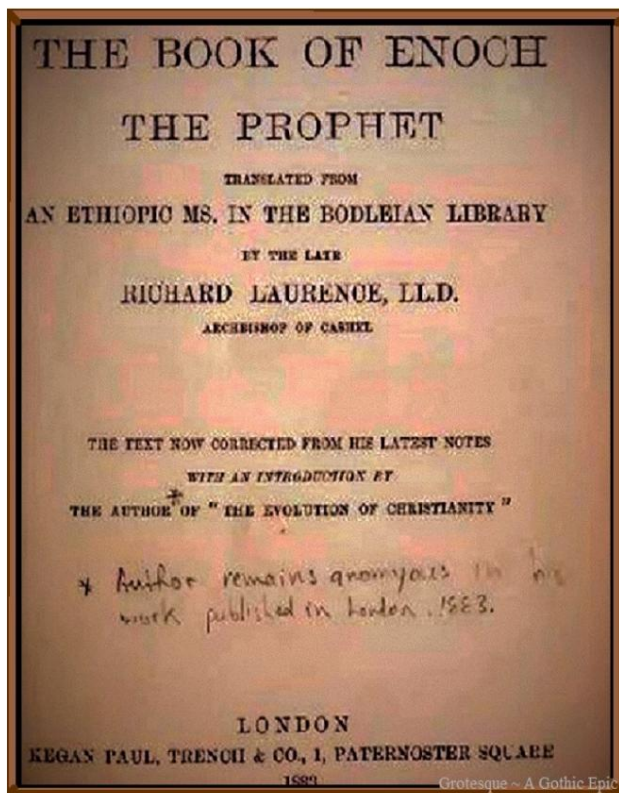 THE BOOK OF ENOCH
THE PROPHET
TRANSLATED FROM
AN ETHIOPIC MS. IN THE BODLEIAN LIBRARY
BY THE LATE
RICHARD LAURENCE, LL.D.
ARCHBISHOP OF CASHEL
THE TEXT NOW CORRECTED FROM HIS LATEST NOTES
WITH AN INTRODUCTION BY
THE AUTHOR* OF "THE EVOLUTION OF CHRISTIANITY"
* Author remains anomyous in his
work published in London. 1883.
LONDON
KEGAN PAUL, TRENCH & CO., 1, PATERNOSTER SQUARE
1883
Grotesque ~ A Gothic Epic